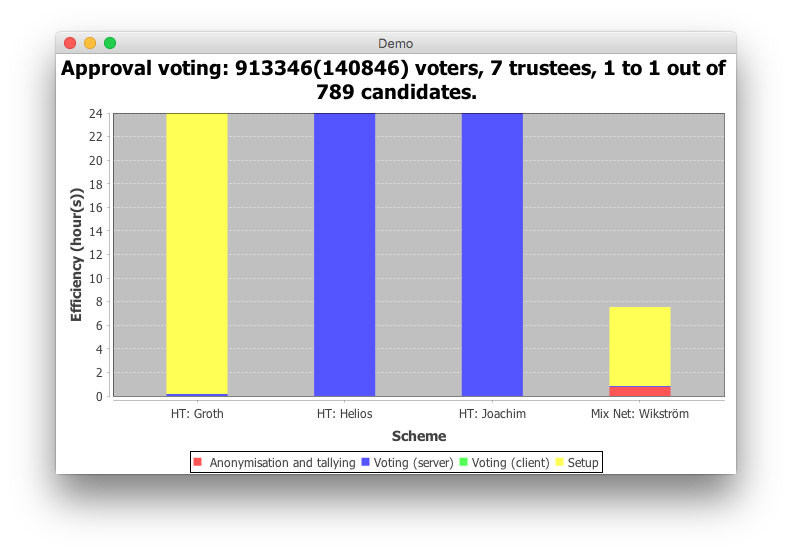 Demo
Approval voting: 913346(140846) voters, 7 trustees, 1 to 1 out of
789 candidates.
Efficiency (hour(s))
24
22
20
18
16
14
12
10
8
6
4
2
0
HT: Groth
HT: Helios
HT: Joachim
Mix Net: Wikström
Scheme
Anonymisation and tallying
Voting (server)
Voting (client)
Setup